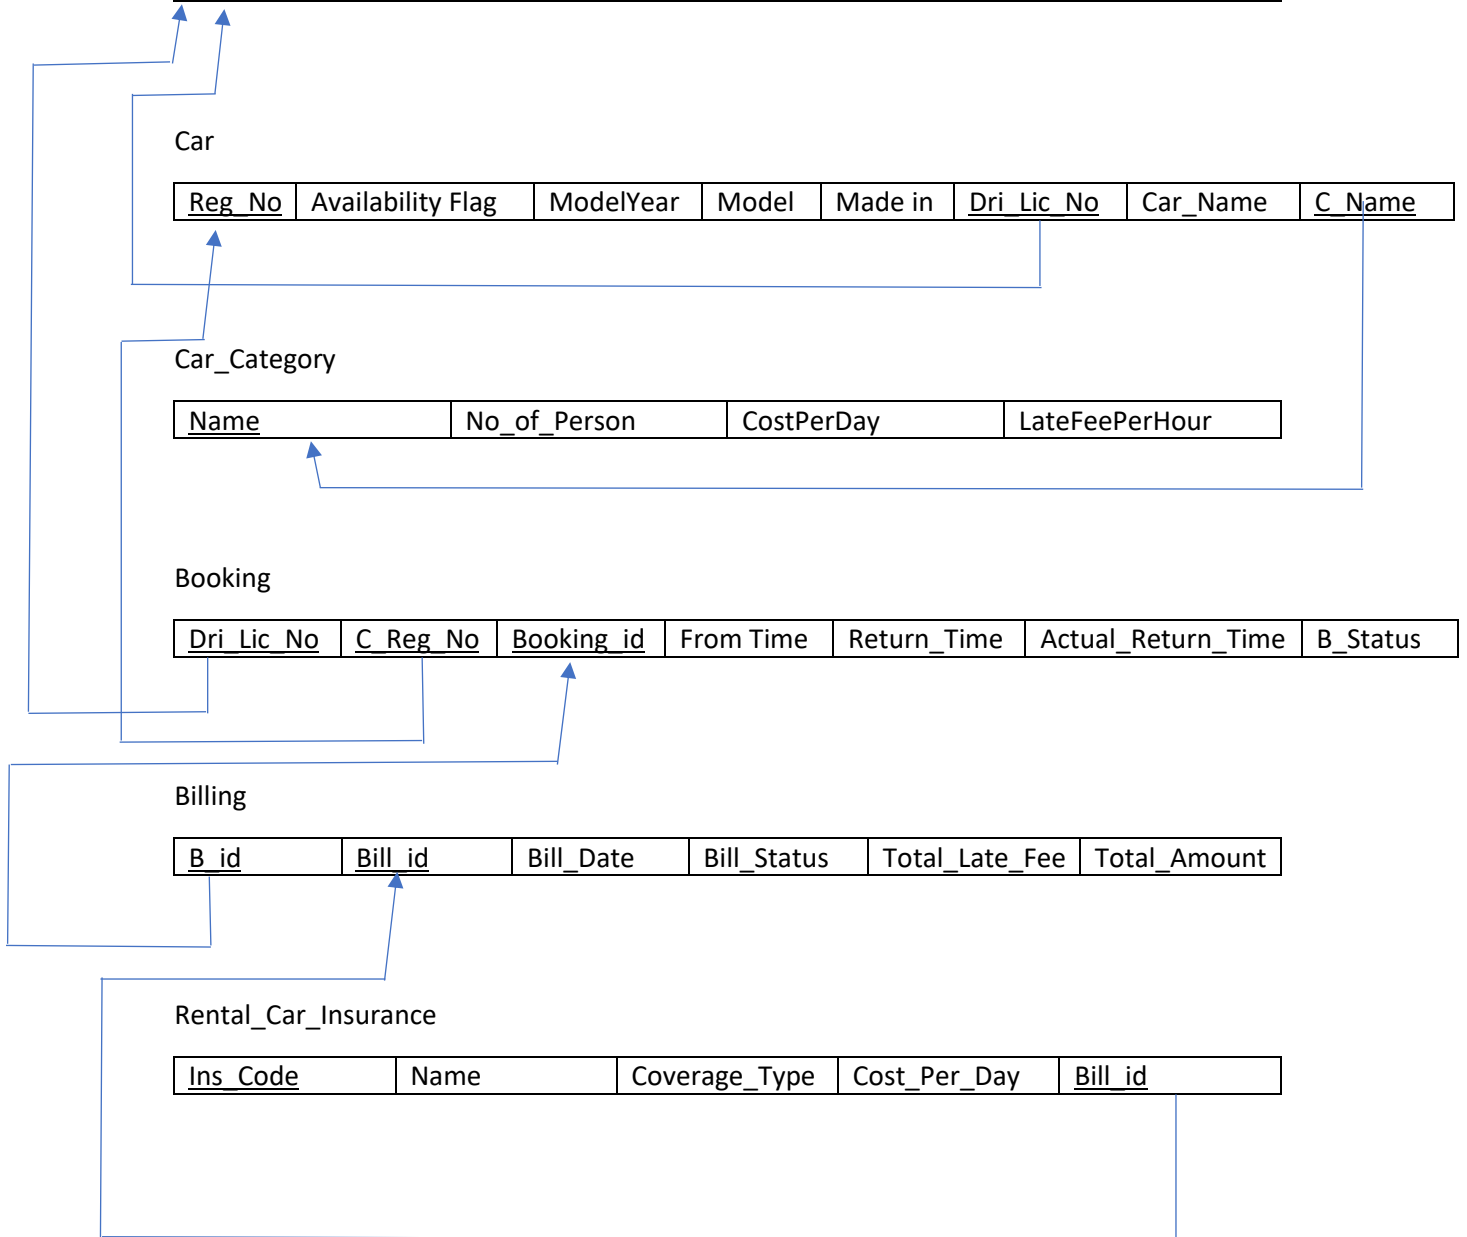 Car
Reg_No Availability Flag ModelYear Model Made in Dri_Lic_No Car_Name C_Name
Car_Category
Name No_of_Person CostPerDay LateFeePerHour
Booking
Dri_Lic_No C_Reg_No Booking_id From Time Return_Time Actual_Return_Time B_Status
Billing
B_id Bill_id Bill_Date Bill_Status Total_Late_Fee Total_Amount
Rental_Car_Insurance
Ins_Code Name Coverage_Type Cost_Per_Day Bill_id